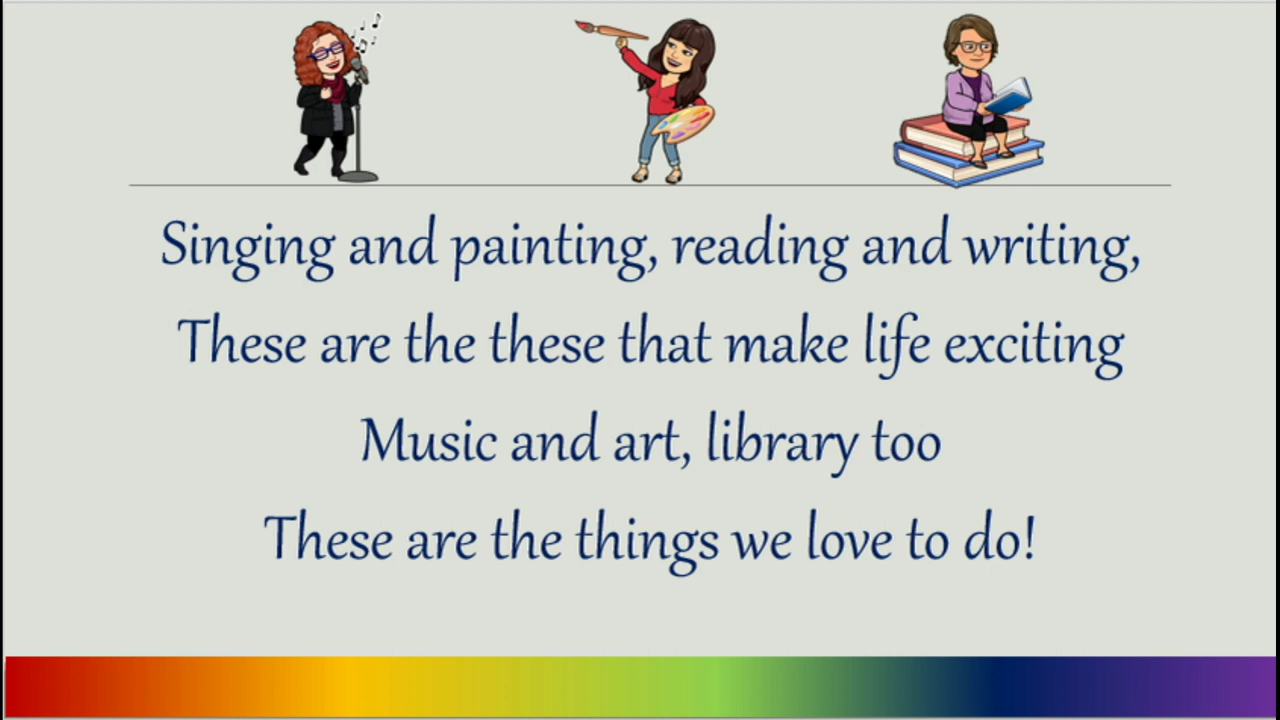 Singing and painting, reading and writing,
These are the these that make life exciting
Music and art, library too
These are the things we love to do!